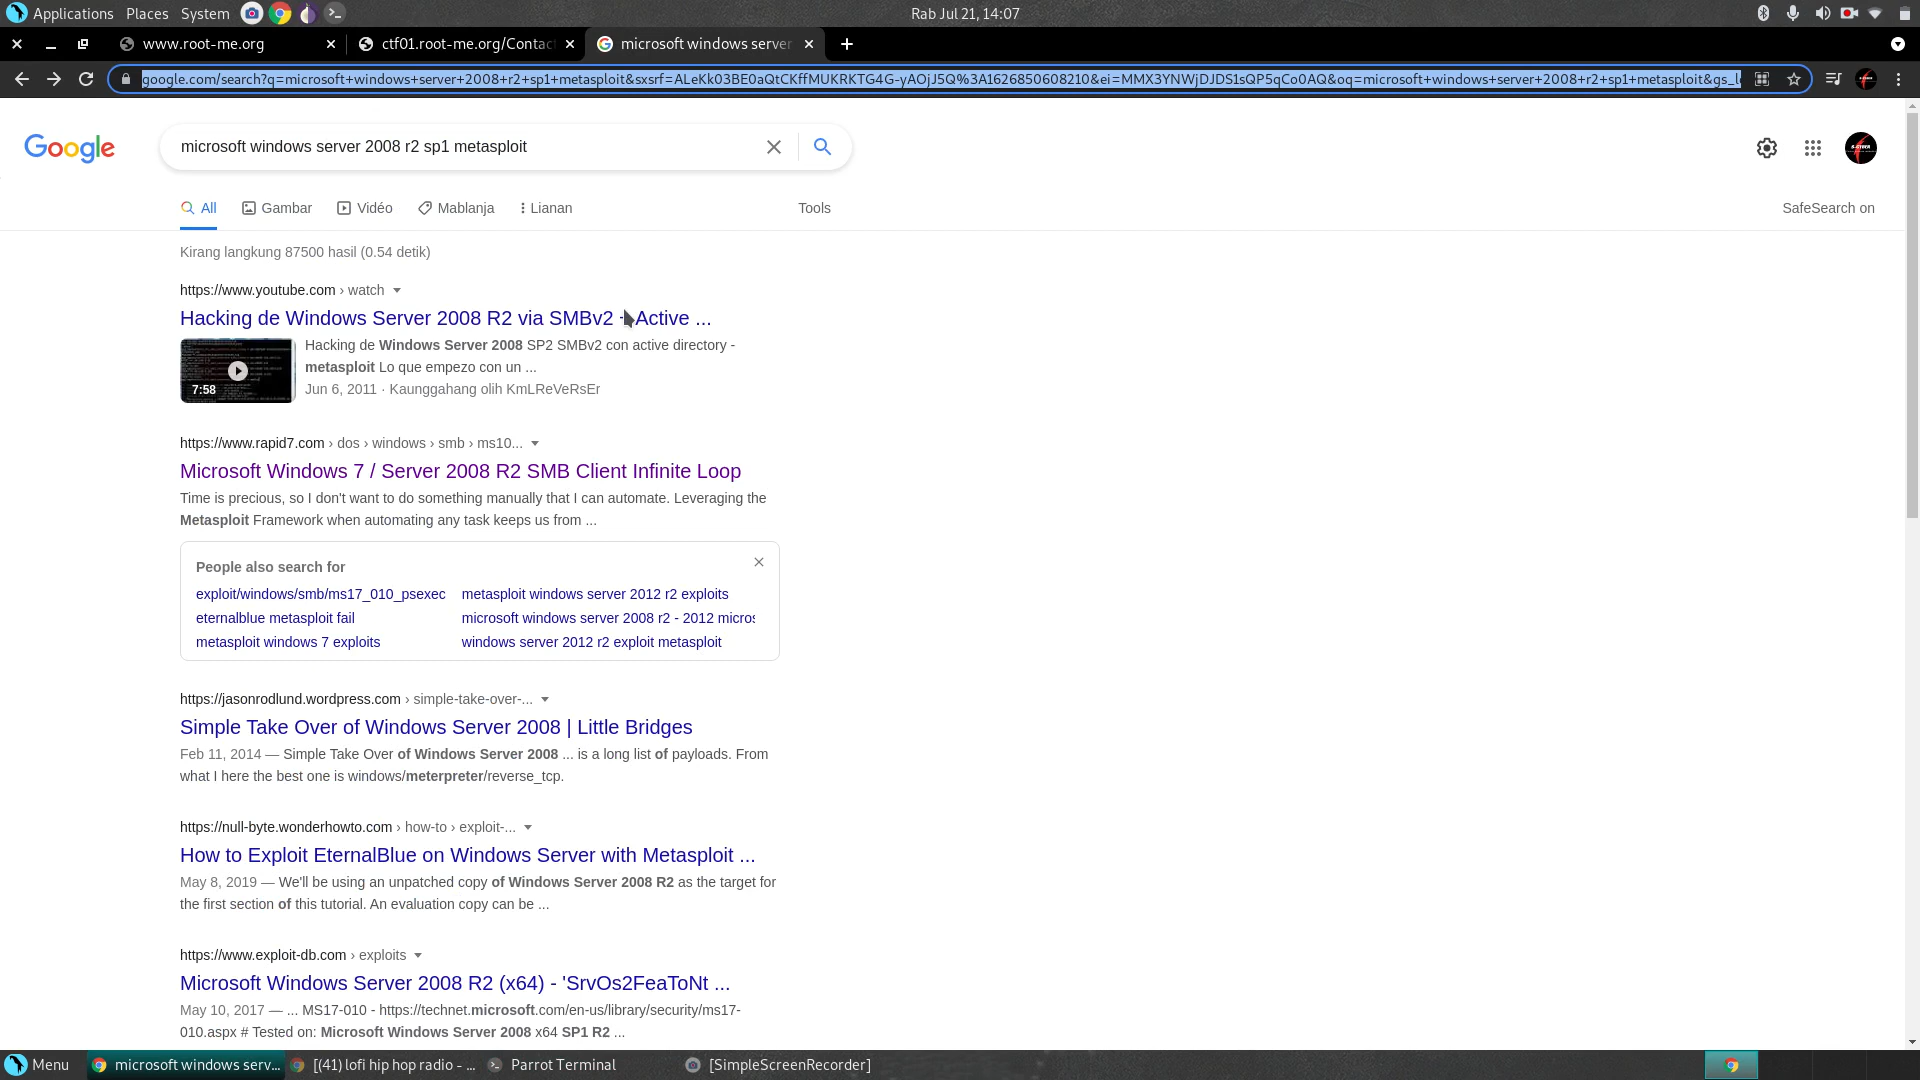 Applications Places System
Rab Jul 21, 14:07
www.root-me.org
ctf01.root-me.org/Contac
microsoft windows server
google.com/search?q=microsoft+windows+server+2008+r2+sp1+metasploit&sxsrf=ALeKk03BE0aQtCKffMUKRKTG4G-yAOjJ5Q%3A1626850608210&ei=MMX3YNWjDJDS1sQP5qCo0AQ&oq=microsoft+windows+server+2008+r2+sp1+metasploit&gs_l
Google
microsoft windows server 2008 r2 sp1 metasploit
All Gambar Vidéo Mablanja Lianan Tools SafeSearch on
Kirang langkung 87500 hasil (0.54 detik)
https://www.youtube.com › watch
Hacking de Windows Server 2008 R2 via SMBv2 - Active ...
7:58
Hacking de Windows Server 2008 SP2 SMBv2 con active directory -
metasploit Lo que empezo con un ...
Jun 6, 2011 · Kaunggahang olih KmLReVeRsEr
https://www.rapid7.com › dos › windows › smb › ms10...
Microsoft Windows 7 / Server 2008 R2 SMB Client Infinite Loop
Time is precious, so I don't want to do something manually that I can automate. Leveraging the
Metasploit Framework when automating any task keeps us from ...
People also search for
exploit/windows/smb/ms17_010_psexec metasploit windows server 2012 r2 exploits
eternalblue metasploit fail microsoft windows server 2008 r2 - 2012 micros
metasploit windows 7 exploits windows server 2012 r2 exploit metasploit
https://jasonrodlund.wordpress.com › simple-take-over-...
Simple Take Over of Windows Server 2008 | Little Bridges
Feb 11, 2014 — Simple Take Over of Windows Server 2008 ... is a long list of payloads. From
what I here the best one is windows/meterpreter/reverse_tcp.
https://null-byte.wonderhowto.com › how-to › exploit-...
How to Exploit EternalBlue on Windows Server with Metasploit ...
May 8, 2019 — We'll be using an unpatched copy of Windows Server 2008 R2 as the target for
the first section of this tutorial. An evaluation copy can be ...
https://www.exploit-db.com › exploits
Microsoft Windows Server 2008 R2 (x64) - 'SrvOs2FeaToNt ...
May 10, 2017 — ... MS17-010 - https://technet.microsoft.com/en-us/library/security/ms17-
010.aspx # Tested on: Microsoft Windows Server 2008 x64 SP1 R2 ...
Menu microsoft windows serv... [(41) lofi hip hop radio - ... Parrot Terminal [SimpleScreenRecorder]